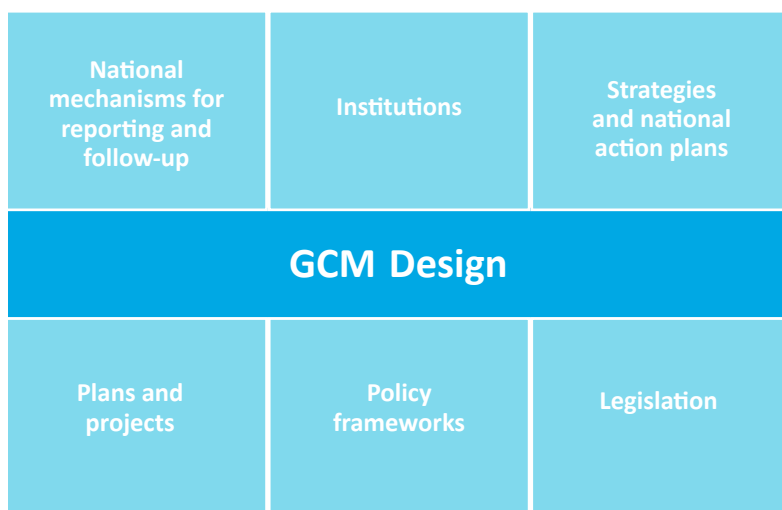 National
mechanisms for
reporting and
follow-up
Institutions
Strategies
and national
action plans
GCM Design
Plans and
projects
Policy
frameworks
Legislation